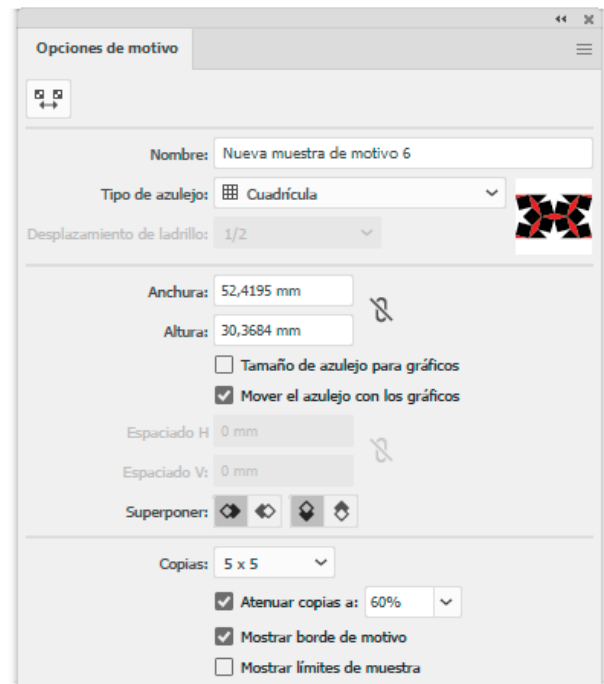 Opciones de motivo
Nombre: Nueva muestra de motivo 6
Tipo de azulejo: Cuadrícula
Desplazamiento de ladrillo: 1/2
Anchura: 52,4195 mm
Altura: 30,3684 mm
Tamaño de azulejo para gráficos
Mover el azulejo con los gráficos
Espaciado H 0 mm
Espaciado V: 0 mm
Superponer:
Copias: 5 x 5
Atenuar copias a: 60%
Mostrar borde de motivo
Mostrar límites de muestra